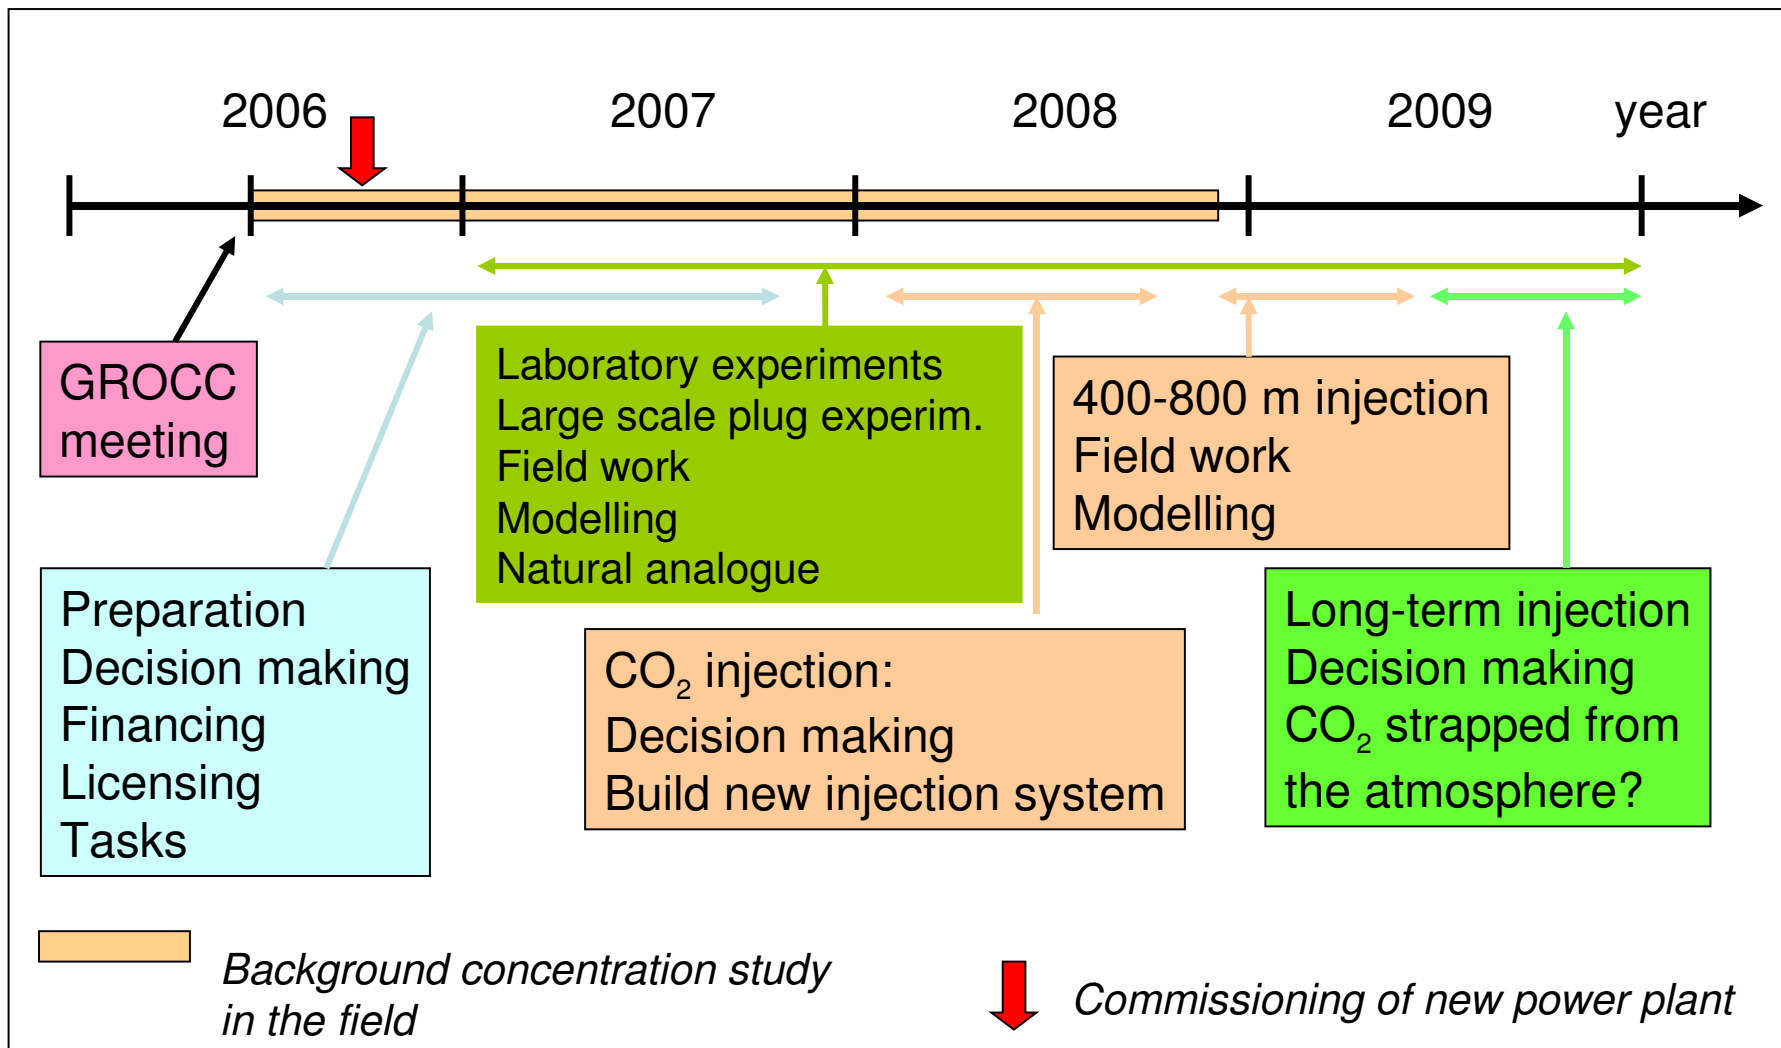 2006 2007 2008 2009 year
GROCC
meeting
Preparation
Decision making
Financing
Licensing
Tasks
Laboratory experiments
Large scale plug experim.
Field work
Modelling
Natural analogue
CO₂ injection:
Decision making
Build new injection system
400-800 m injection
Field work
Modelling
Long-term injection
Decision making
CO₂ strapped from
the atmosphere?
Background concentration study
in the field
Commissioning of new power plant